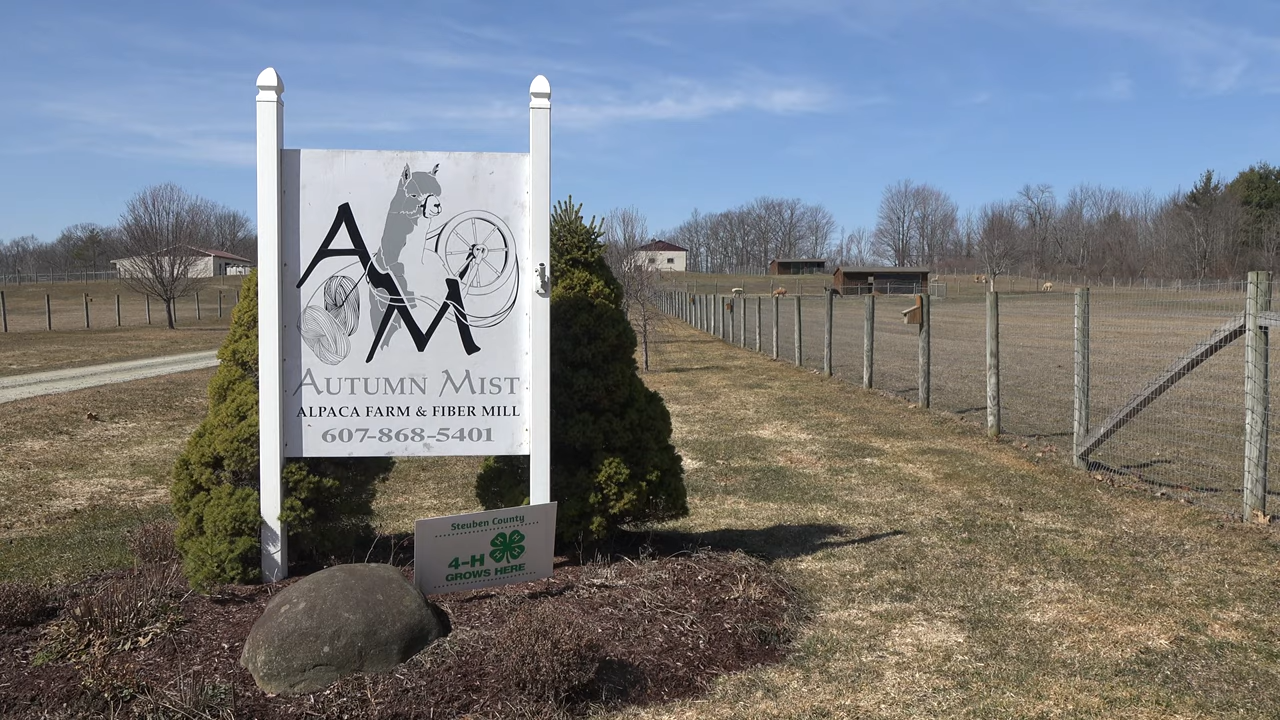 AM
AUTUMN MIST
ALPACA FARM & FIBER MILL
607-868-5401
Steuben County
4-H
GROWS HERE